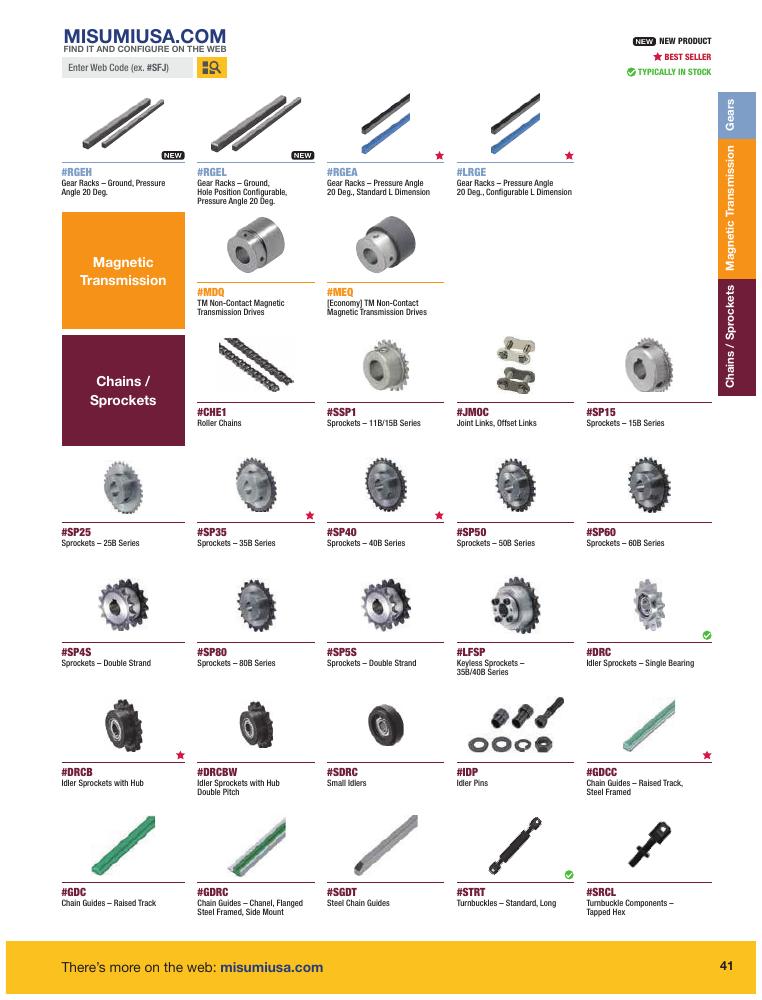 MISUMIUSA.COM
FIND IT AND CONFIGURE ON THE WEB
Enter Web Code (ex. #SFJ)
NEW NEW PRODUCT
BEST SELLER
TYPICALLY IN STOCK
Gears
Magnetic Transmission
Chains / Sprockets
NEW
#RGEH
Gear Racks – Ground, Pressure
Angle 20 Deg.
NEW
#RGEL
Gear Racks – Ground,
Hole Position Configurable,
Pressure Angle 20 Deg.
#RGEA
Gear Racks – Pressure Angle
20 Deg., Standard L Dimension
#LRGE
Gear Racks – Pressure Angle
20 Deg., Configurable L Dimension
Magnetic
Transmission
#MDQ
TM Non-Contact Magnetic
Transmission Drives
#MEQ
[Economy] TM Non-Contact
Magnetic Transmission Drives
Chains /
Sprockets
#CHE1
Roller Chains
#SSP1
Sprockets – 11B/15B Series
#JMOC
Joint Links, Offset Links
#SP15
Sprockets – 15B Series
#SP25
Sprockets – 25B Series
#SP35
Sprockets – 35B Series
#SP40
Sprockets – 40B Series
#SP50
Sprockets – 50B Series
#SP60
Sprockets – 60B Series
#SP4S
Sprockets – Double Strand
#SP80
Sprockets – 80B Series
#SP5S
Sprockets – Double Strand
#LFSP
Keyless Sprockets –
35B/40B Series
#DRC
Idler Sprockets – Single Bearing
#DRCB
Idler Sprockets with Hub
#DRCBW
Idler Sprockets with Hub
Double Pitch
#SDRC
Small Idlers
#IDP
Idler Pins
#GDCC
Chain Guides – Raised Track,
Steel Framed
#GDC
Chain Guides – Raised Track
#GDRC
Chain Guides – Chanel, Flanged
Steel Framed, Side Mount
#SGDT
Steel Chain Guides
#STRT
Turnbuckles – Standard, Long
#SRCL
Turnbuckle Components –
Tapped Hex
There's more on the web: misumiusa.com
41